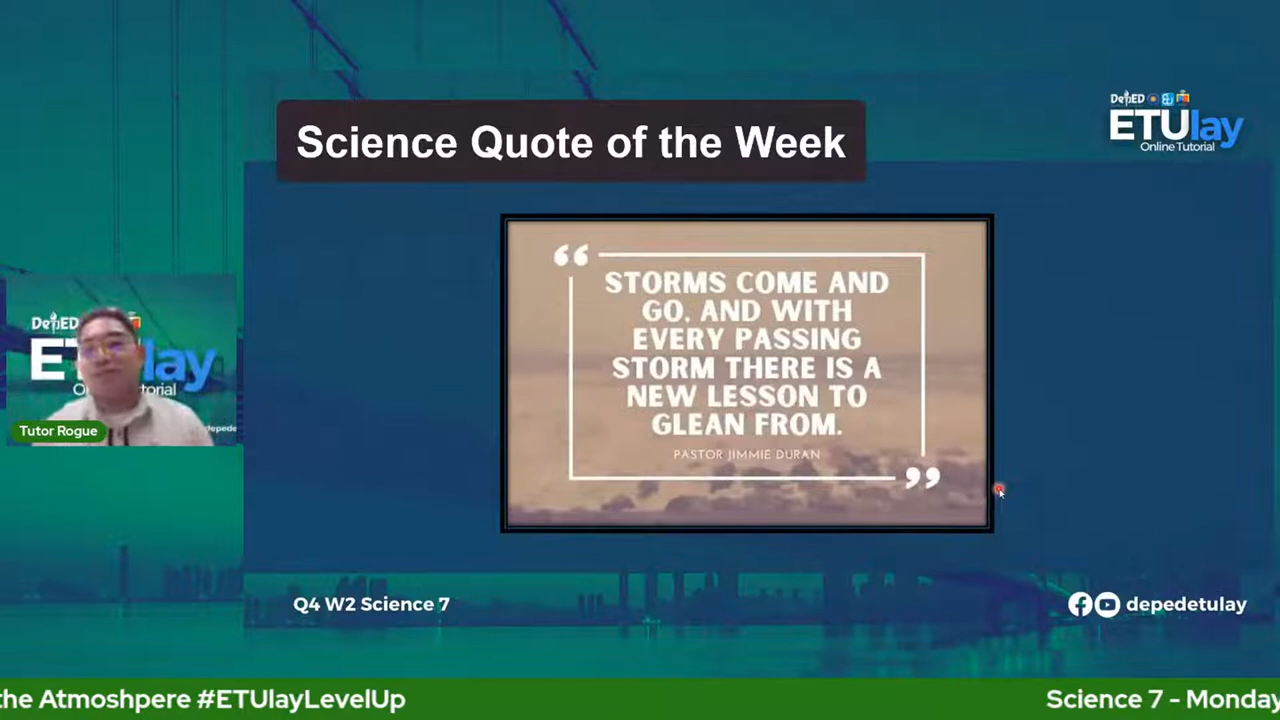 Science Quote of the Week
DepED
ETUlay
Online Tutorial
“
STORMS COME AND
GO, AND WITH
EVERY PASSING
STORM THERE IS A
NEW LESSON TO
GLEAN FROM.
PASTOR JIMMIE DURAN
”
DepED
ETUlay
Tutor Rogue
depede
Q4 W2 Science 7
depedetulay
the Atmoshpere #ETUlayLevelUp
Science 7 - Monday